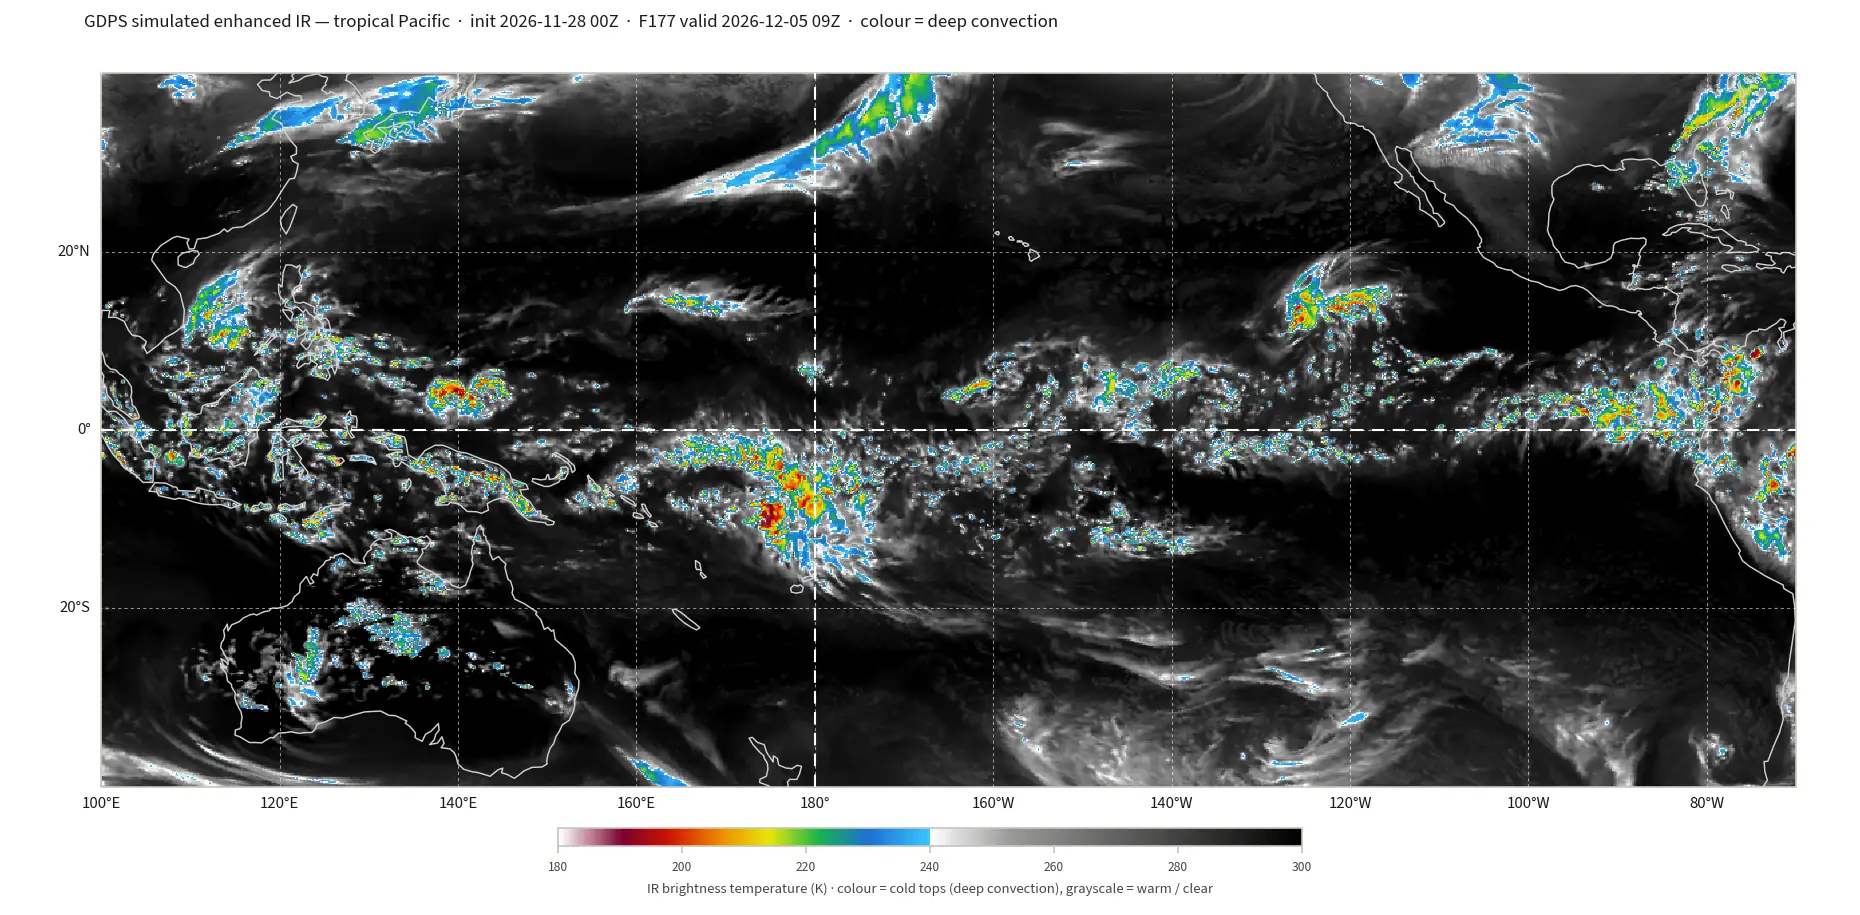 GDPS simulated enhanced IR — tropical Pacific · init 2026-11-28 00Z · F177 valid 2026-12-05 09Z · colour = deep convection
20°N
0°
20°S
100°E 120°E 140°E 160°E 180° 160°W 140°W 120°W 100°W 80°W
180 200 220 240 260 280 300
IR brightness temperature (K) · colour = cold tops (deep convection), grayscale = warm / clear